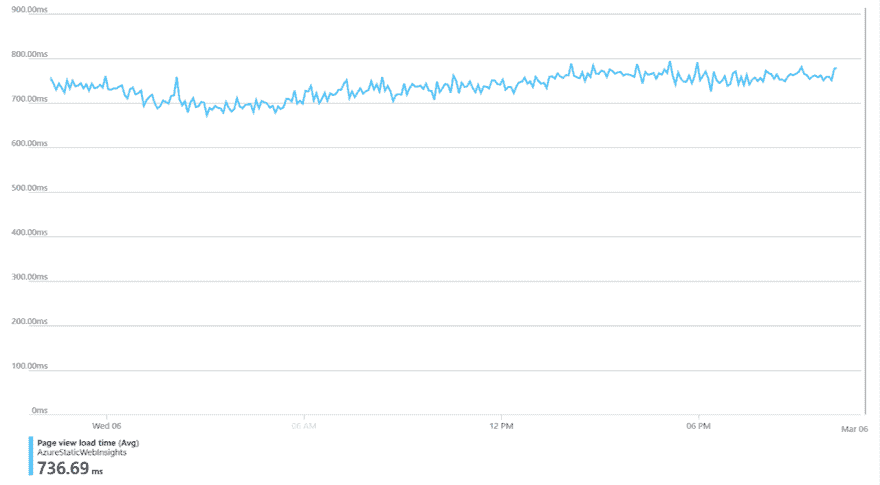 900.00ms
800.00ms
700.00ms
600.00ms
500.00ms
400.00ms
300.00ms
200.00ms
100.00ms
0ms
Wed 06 06 AM 12 PM 06 PM Mar 06
Page view load time (Avg)
AzureStaticWebInsights
736.69 ms